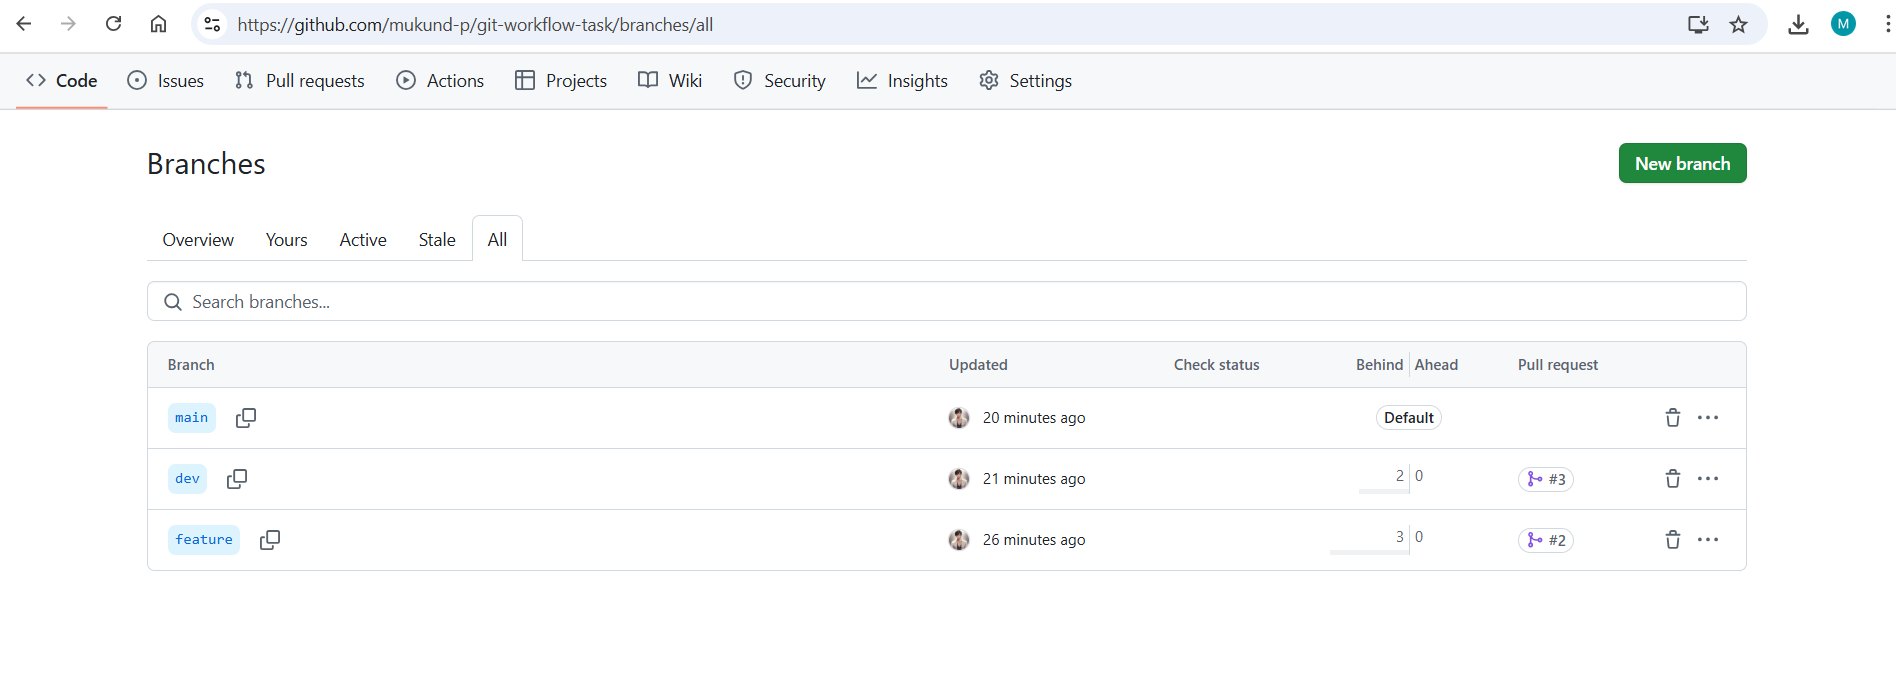 https://github.com/mukund-p/git-workflow-task/branches/all
M
Code Issues Pull requests Actions Projects Wiki Security Insights Settings
Branches
New branch
Overview Yours Active Stale All
Search branches...
Branch Updated Check status Behind Ahead Pull request
main 20 minutes ago Default
dev 21 minutes ago 2 0 #3
feature 26 minutes ago 3 0 #2